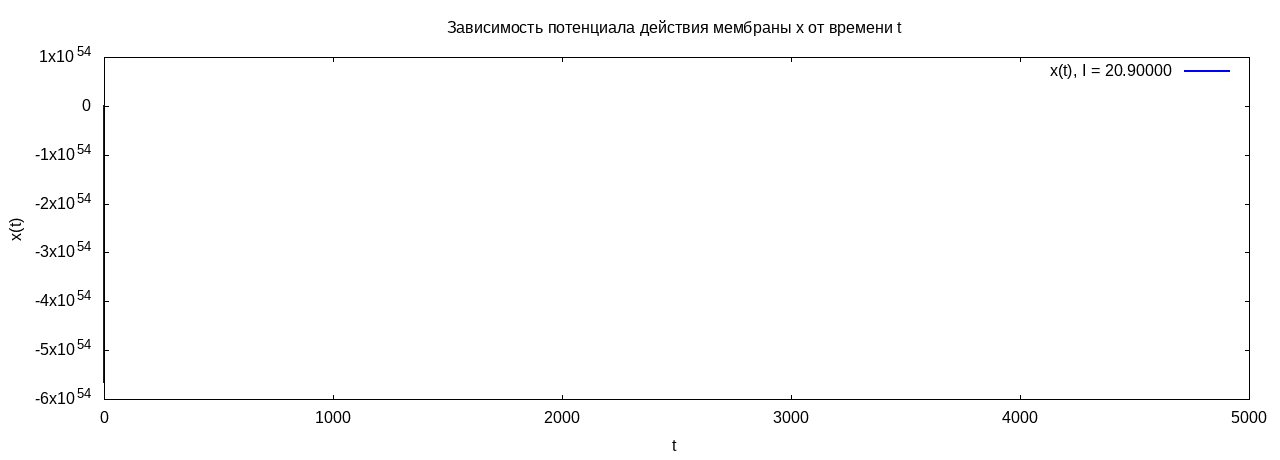 Зависимость потенциала действия мембраны x от времени t
x(t), I = 20.90000
1x10^54
0
-1x10^54
-2x10^54
-3x10^54
-4x10^54
-5x10^54
-6x10^54
x(t)
0 1000 2000 3000 4000 5000
t